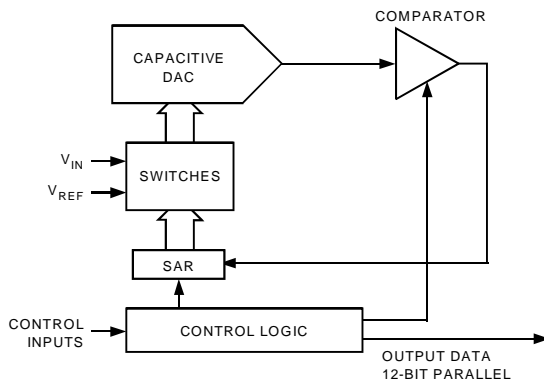 COMPARATOR
CAPACITIVE
DAC
VIN
VREF
SWITCHES
SAR
CONTROL
INPUTS
CONTROL LOGIC
OUTPUT DATA
12-BIT PARALLEL